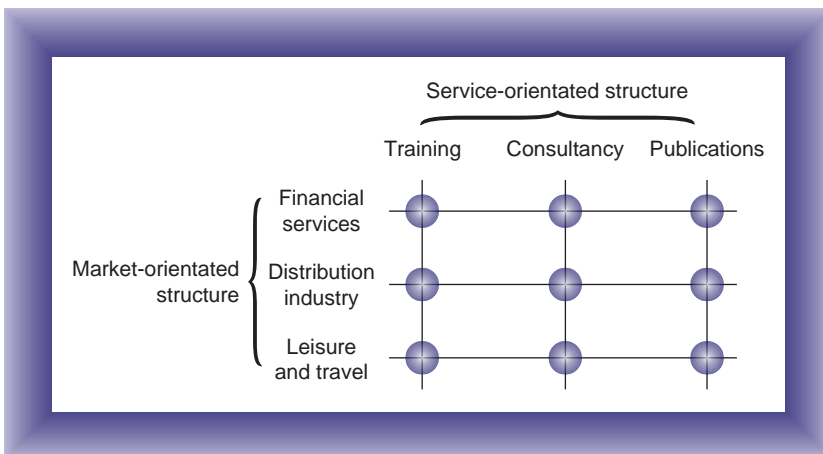 Service-orientated structure
Training Consultancy Publications
Financial
services
Market-orientated
structure
Distribution
industry
Leisure
and travel